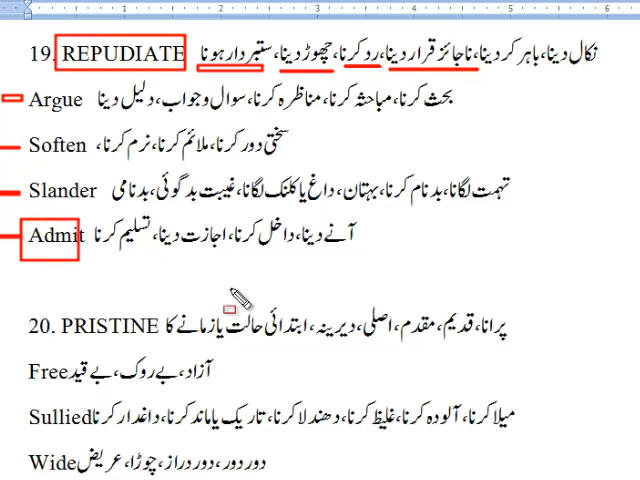 19. REPUDIATE نکال دینا، باہر کر دینا، ناجائز قرار دینا، رد کرنا، چھوڑ دینا، ستبردار ہونا
Argue بحث کرنا، مباحثہ کرنا، مناظرہ کرنا، سوال و جواب، دلیل دینا
Soften سختی دور کرنا، ملائم کرنا، نرم کرنا،
Slander تہمت لگانا، بدنام کرنا، بہتان، داغ یا کلنک لگانا، غیبت بدگوئی، بدنامی
Admit آنے دینا، داخل کرنا، اجازت دینا، تسلیم کرنا
20. PRISTINE پرانا، قدیم، مقدم، اصلی، دیرینہ، ابتدائی حالت یا زمانے کا
Free آزاد، بے روک، بے قید
Sullied میلا کرنا، آلودہ کرنا، غلیظ کرنا، دھندلا کرنا، تاریک یا ماند کرنا، داغدار کرنا
Wide دور دور، دور دراز، چوڑا، عریض